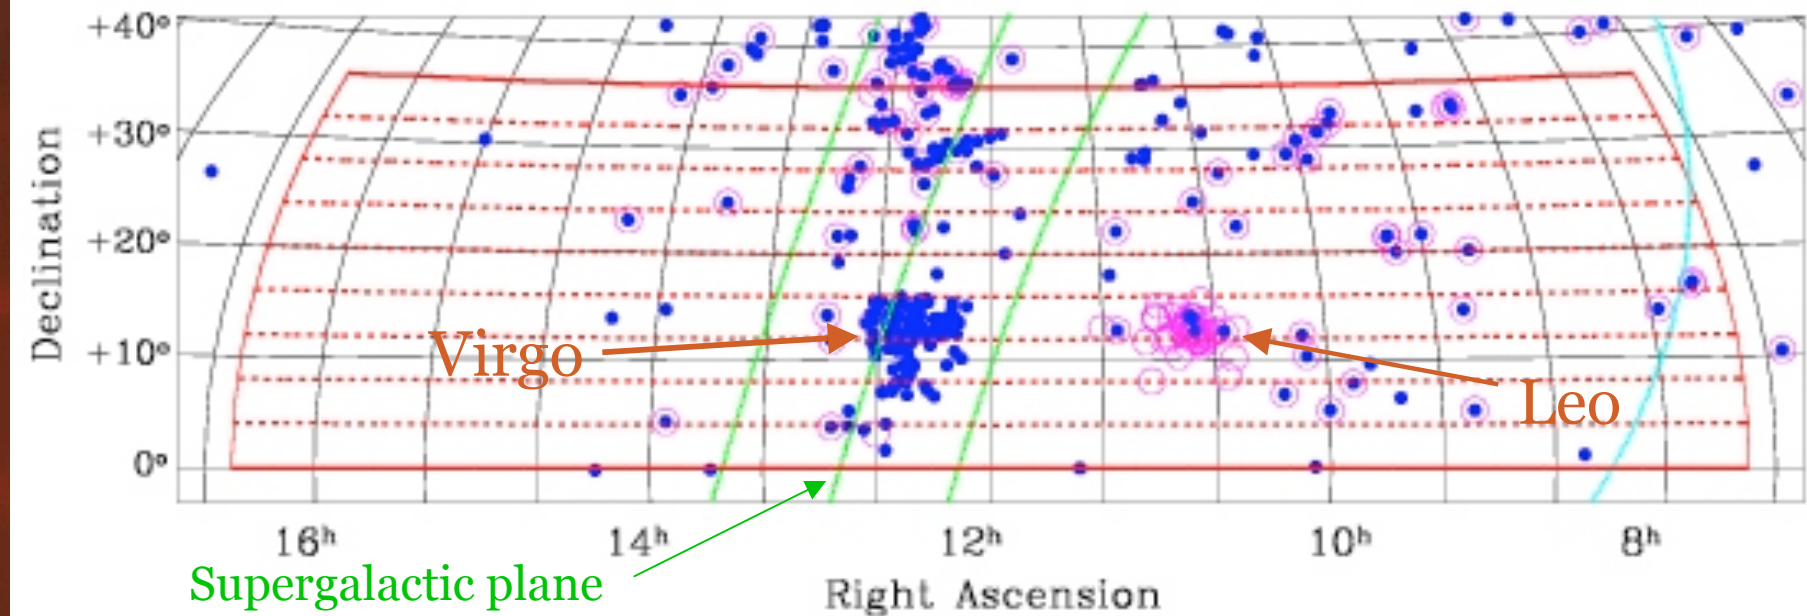 +40°
+30°
+20°
+10°
0°
Declination
Virgo
Leo
16ʰ
14ʰ
12ʰ
10ʰ
8ʰ
Supergalactic plane
Right Ascension